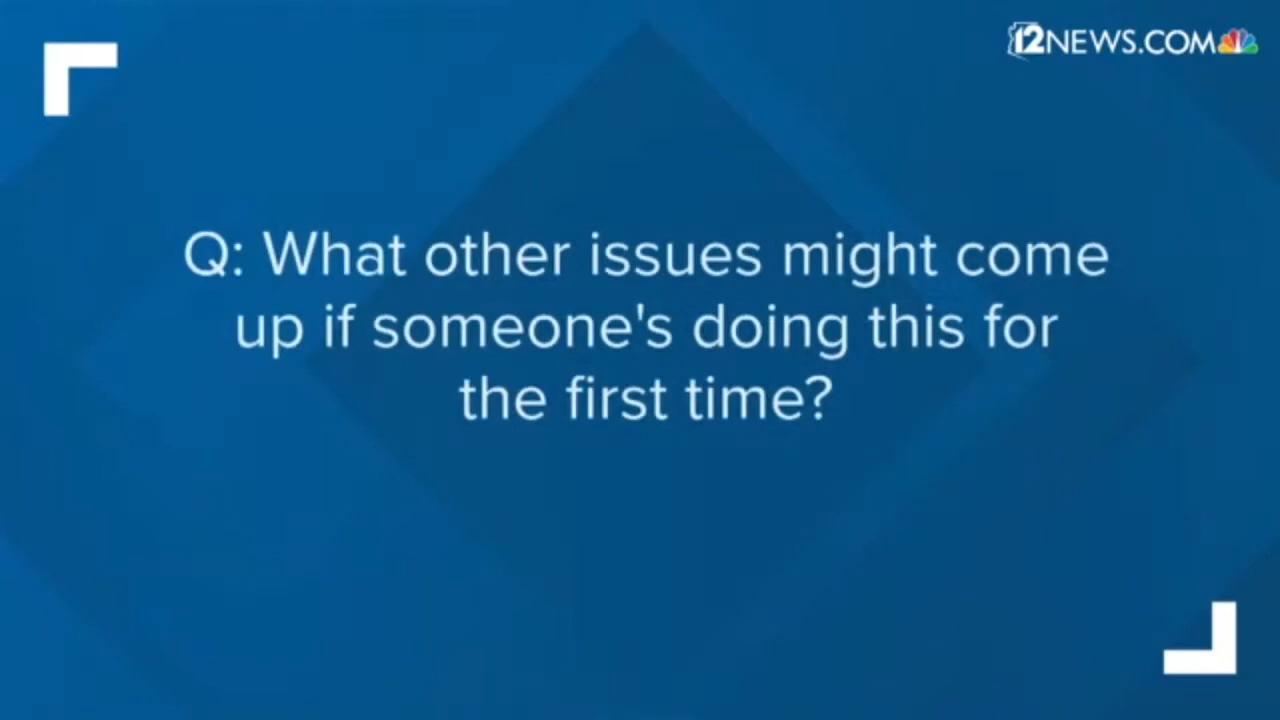 12NEWS.COM
Q: What other issues might come
up if someone's doing this for
the first time?